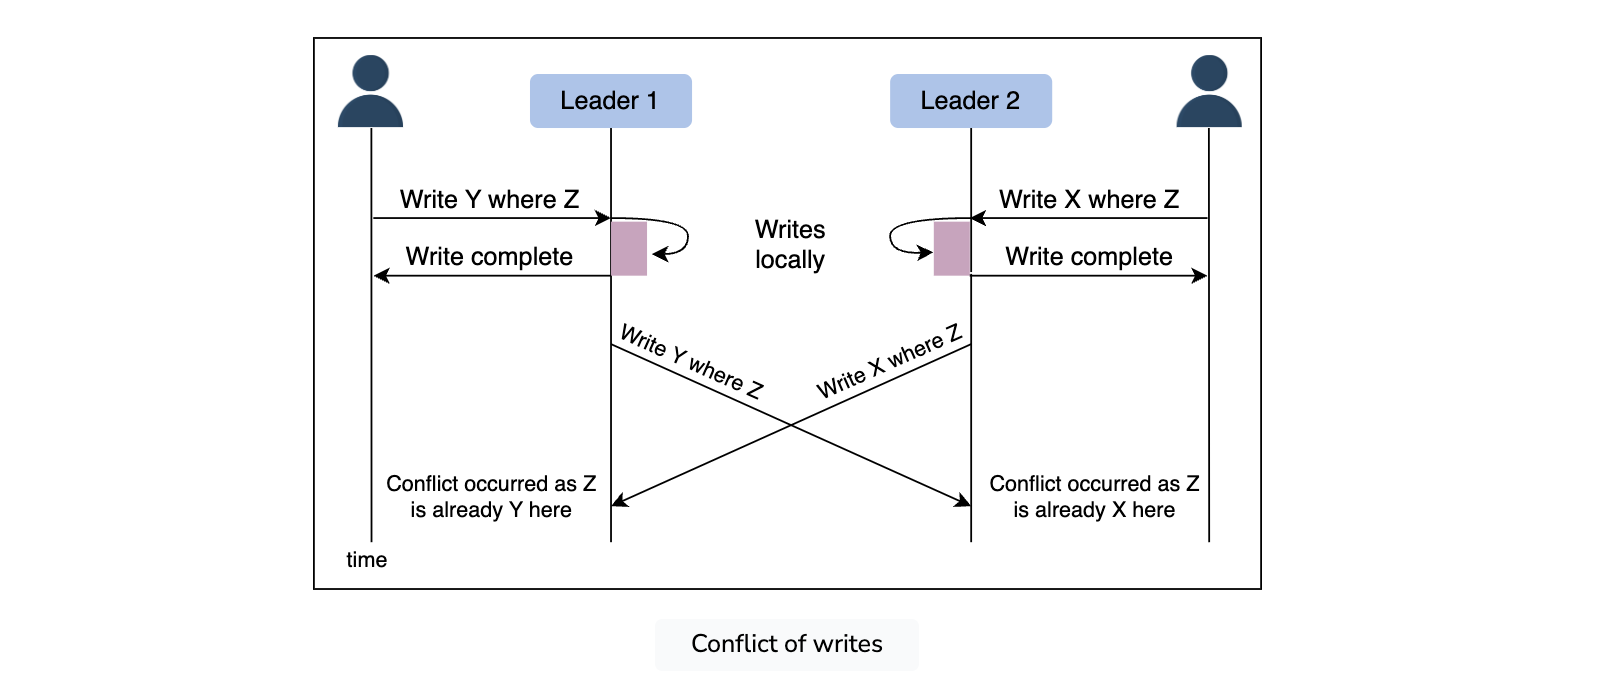 Leader 1
Leader 2
Write Y where Z
Write X where Z
Writes
locally
Write complete
Write complete
Write Y where Z
Write X where Z
Conflict occurred as Z
is already Y here
Conflict occurred as Z
is already X here
time
Conflict of writes